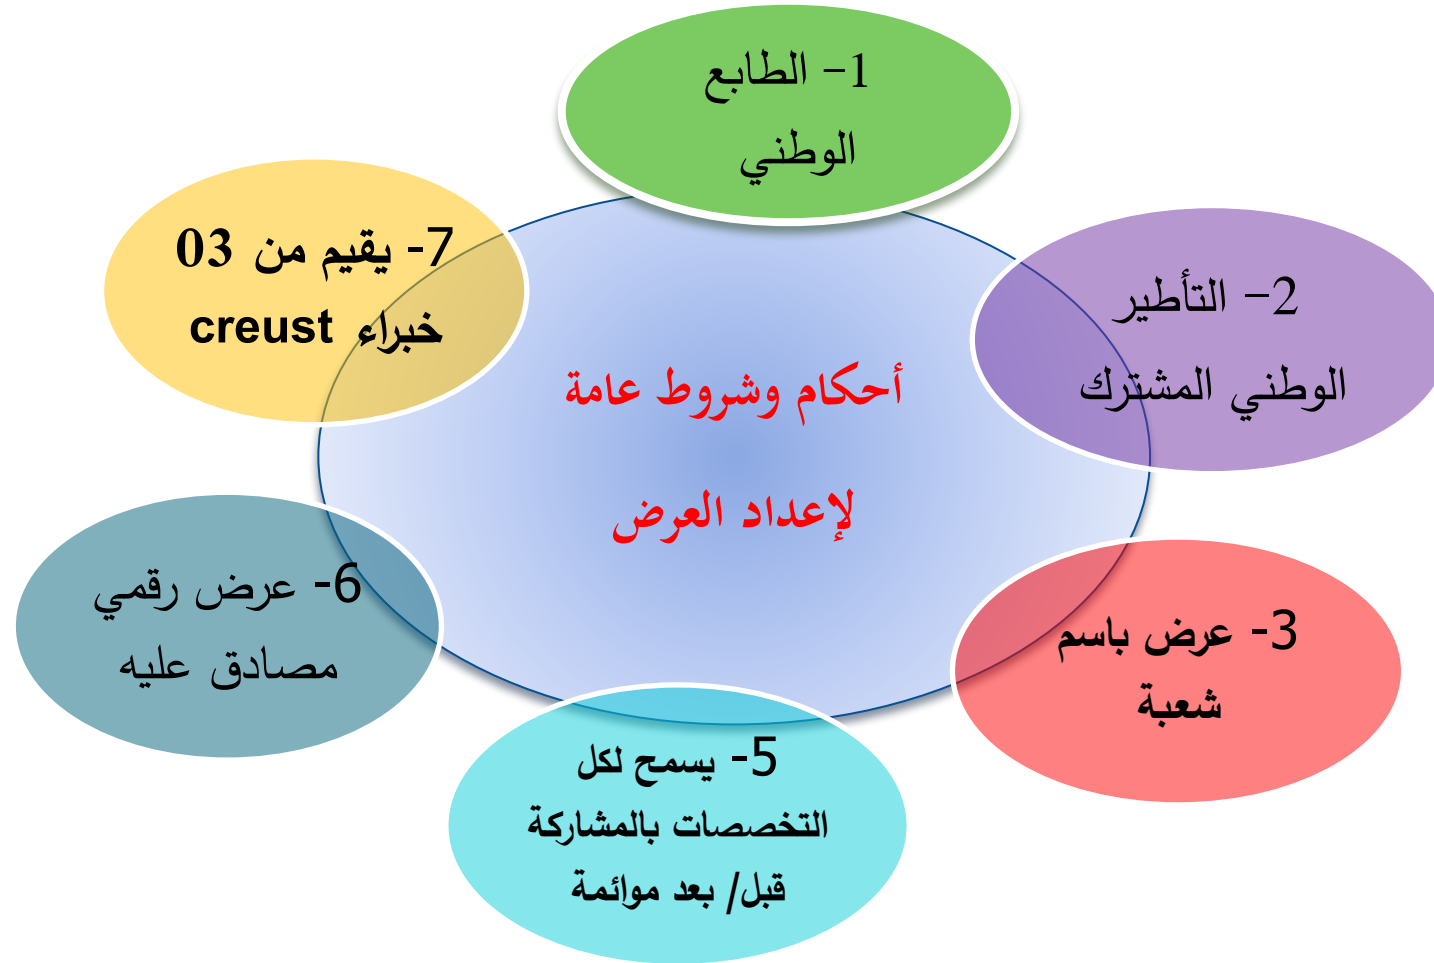 أحكام وشروط عامة
لإعداد العرض
1- الطابع
الوطني
2- التأطير
الوطني المشترك
3- عرض باسم
شعبة
5- يسمح لكل
التخصصات بالمشاركة
قبل/ بعد موائمة
6- عرض رقمي
مصادق عليه
7- يقيم من 03
خبراء creust